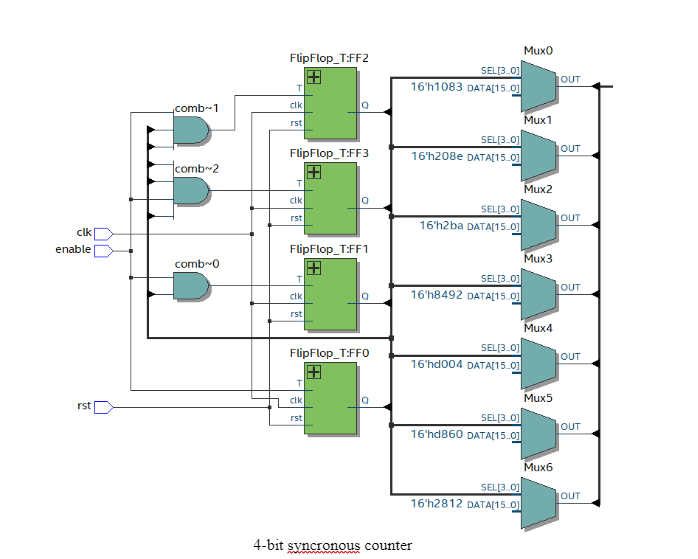 Mux0
FlipFlop_T:FF2
SEL[3..0]
OUT
T
16'h1083 DATA[15..0]
comb~1
clk
Q
rst
Mux1
SEL[3..0]
OUT
FlipFlop_T:FF3
16'h208e DATA[15..0]
comb~2
T
Mux2
clk
Q
SEL[3..0]
rst
OUT
16'h2ba DATA[15..0]
clk
enable
FlipFlop_T:FF1
Mux3
comb~0
T
SEL[3..0]
OUT
clk
Q
16'h8492 DATA[15..0]
rst
Mux4
FlipFlop_T:FF0
SEL[3..0]
OUT
16'hd004 DATA[15..0]
T
Mux5
clk
Q
rst
rst
SEL[3..0]
OUT
16'hd860 DATA[15..0]
Mux6
SEL[3..0]
OUT
16'h2812 DATA[15..0]
4-bit syncronous counter